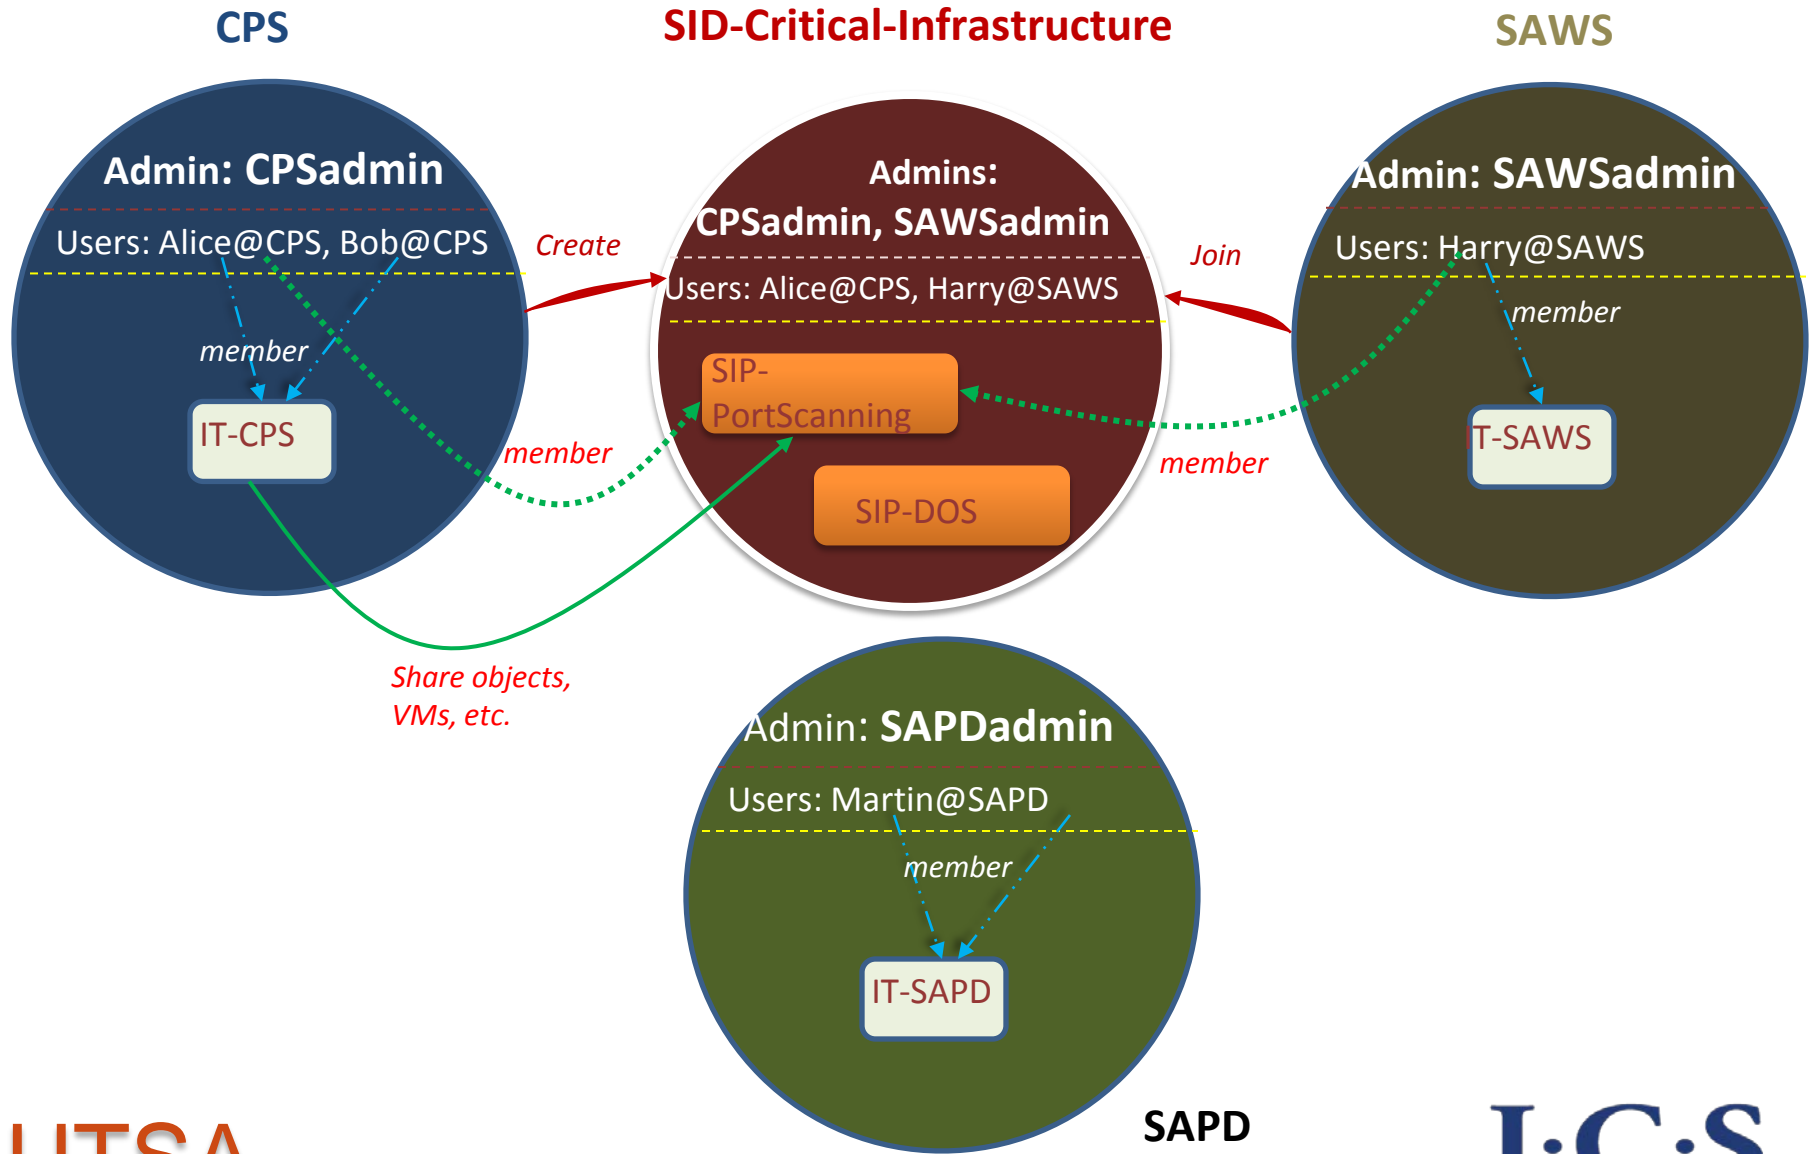 CPS
SID-Critical-Infrastructure
SAWS
Admin: CPSadmin
Users: Alice@CPS, Bob@CPS
member
IT-CPS
Create
member
Share objects,
VMs, etc.
Admins:
CPSadmin, SAWSadmin
Users: Alice@CPS, Harry@SAWS
SIP-
PortScanning
SIP-DOS
Join
member
Admin: SAWSadmin
Users: Harry@SAWS
member
IT-SAWS
Admin: SAPDadmin
Users: Martin@SAPD
member
IT-SAPD
SAPD
UTSA
I·C·S